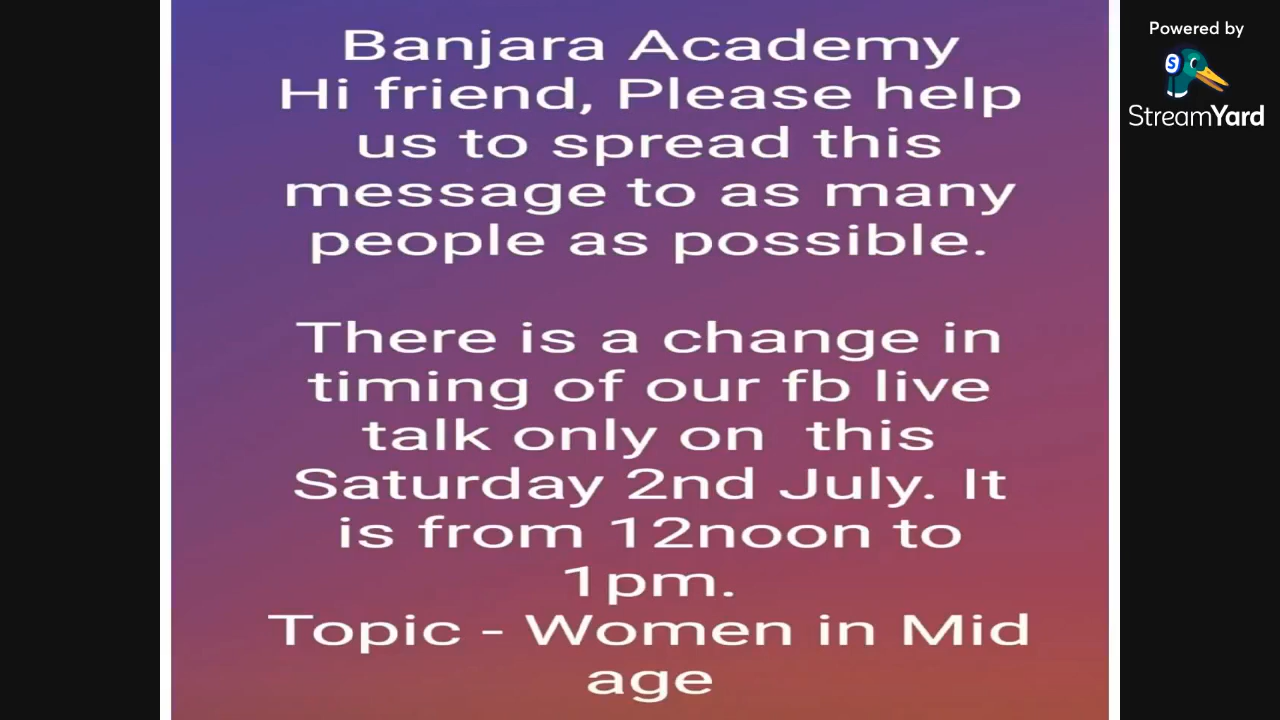 Banjara Academy
Hi friend, Please help
us to spread this
message to as many
people as possible.
There is a change in
timing of our fb live
talk only on  this
Saturday 2nd July. It
is from 12noon to
1pm.
Topic - Women in Mid
age
Powered by
S
StreamYard